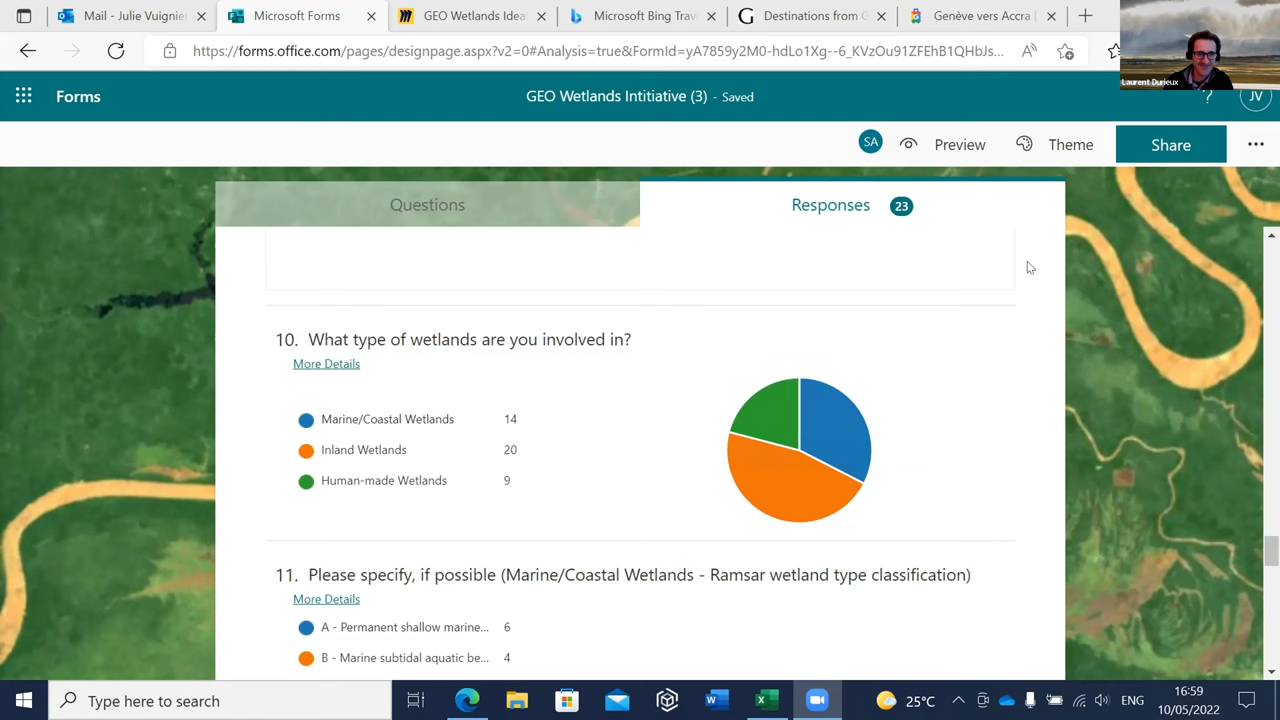 Mail - Julie Vuignier
Microsoft Forms
GEO Wetlands Idea
Microsoft Bing Trav
Destinations from G
Genève vers Accra |
https://forms.office.com/pages/designpage.aspx?v2=0#Analysis=true&FormId=yA7859y2M0-hdLo1Xg--6_KVzOu91ZFEhB1QHbJs...
Laurent Durieux
Forms
GEO Wetlands Intitiative (3) - Saved
?
JV
SA
Preview
Theme
Share
Questions
Responses 23
10. What type of wetlands are you involved in?
More Details
Marine/Coastal Wetlands 14
Inland Wetlands 20
Human-made Wetlands 9
11. Please specify, if possible (Marine/Coastal Wetlands - Ramsar wetland type classification)
More Details
A - Permanent shallow marine... 6
B - Marine subtidal aquatic be... 4
Type here to search
25°C
ENG
16:59
10/05/2022